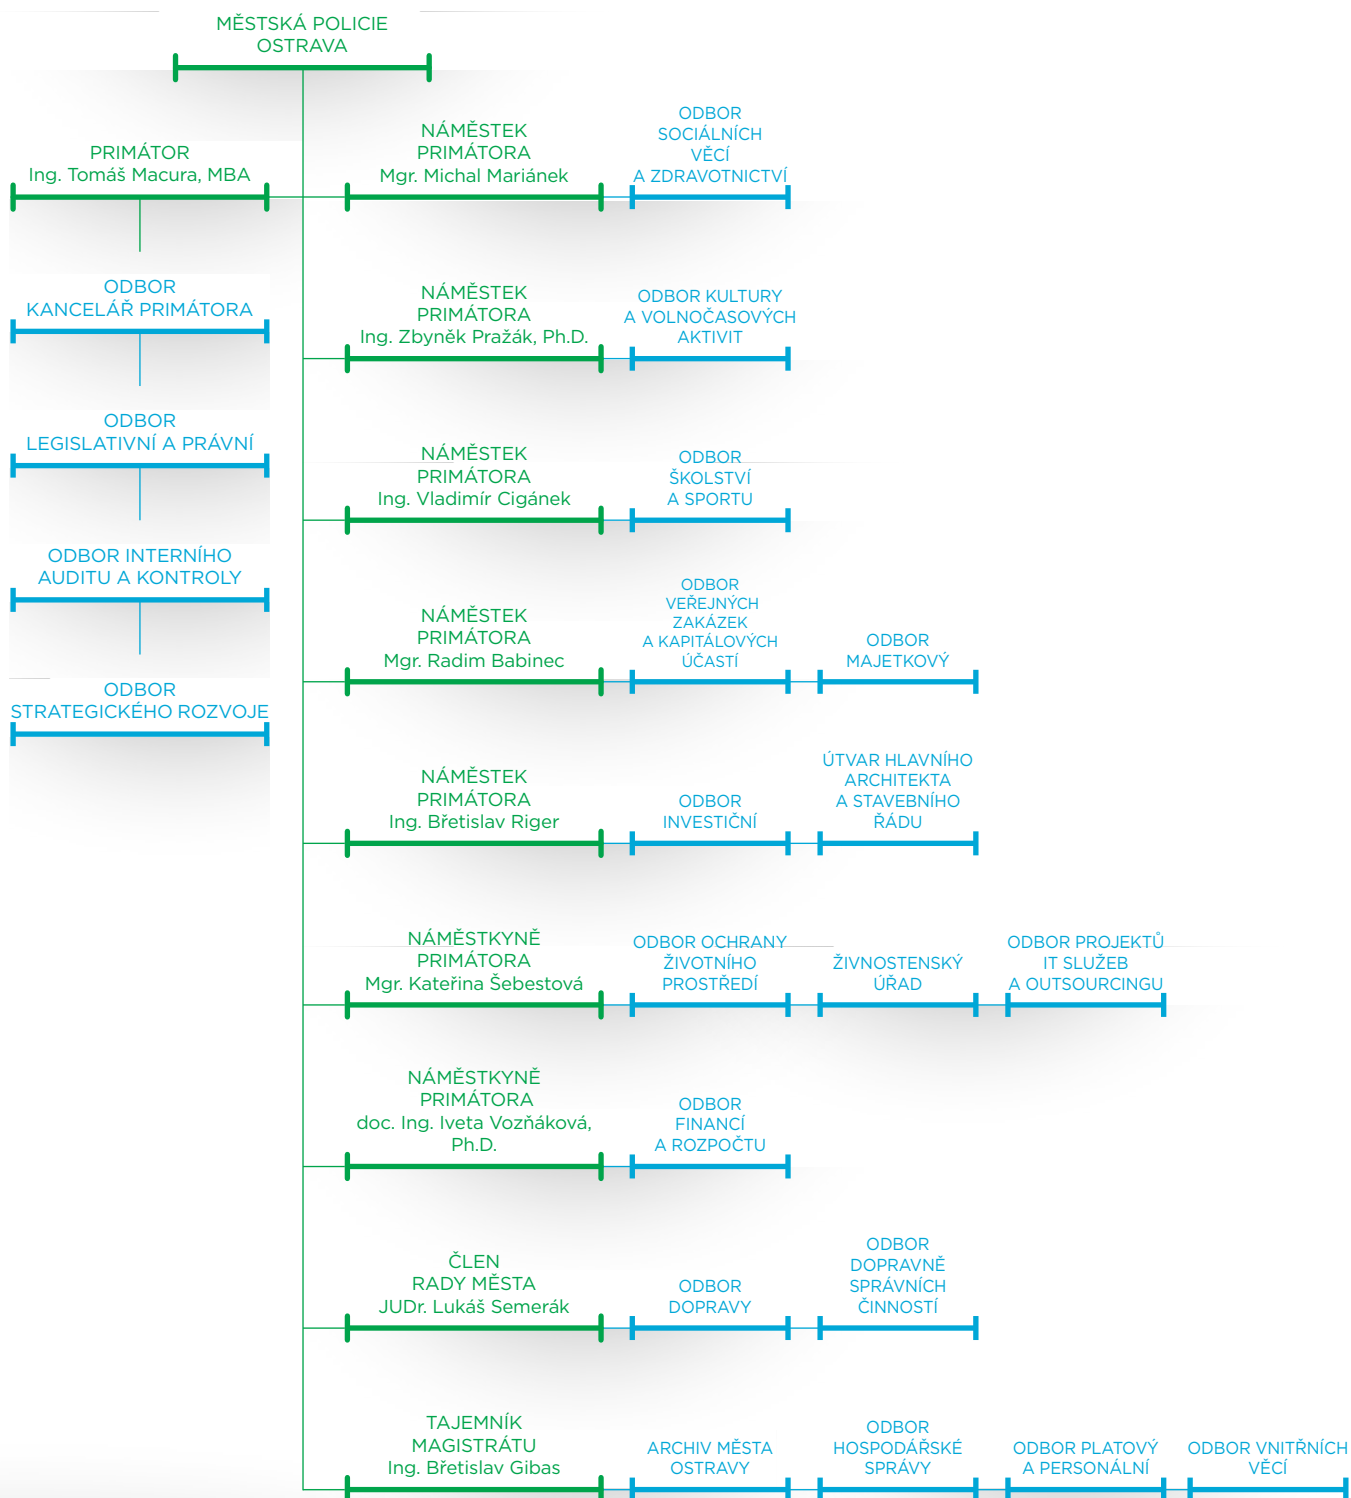 MĚSTSKÁ POLICIE
OSTRAVA
PRIMÁTOR
Ing. Tomáš Macura, MBA
ODBOR
KANCELÁŘ PRIMÁTORA
ODBOR
LEGISLATIVNÍ A PRÁVNÍ
ODBOR INTERNÍHO
AUDITU A KONTROLY
ODBOR
STRATEGICKÉHO ROZVOJE
NÁMĚSTEK
PRIMÁTORA
Mgr. Michal Mariánek
ODBOR
SOCIÁLNÍCH
VĚCÍ
A ZDRAVOTNICTVÍ
NÁMĚSTEK
PRIMÁTORA
Ing. Zbyněk Pražák, Ph.D.
ODBOR KULTURY
A VOLNOČASOVÝCH
AKTIVIT
NÁMĚSTEK
PRIMÁTORA
Ing. Vladimír Cigánek
ODBOR
ŠKOLSTVÍ
A SPORTU
NÁMĚSTEK
PRIMÁTORA
Mgr. Radim Babinec
ODBOR
VEŘEJNÝCH
ZAKÁZEK
A KAPITÁLOVÝCH
ÚČASTÍ
ODBOR
MAJETKOVÝ
NÁMĚSTEK
PRIMÁTORA
Ing. Břetislav Riger
ODBOR
INVESTIČNÍ
ÚTVAR HLAVNÍHO
ARCHITEKTA
A STAVEBNÍHO
ŘÁDU
NÁMĚSTKYNĚ
PRIMÁTORA
Mgr. Kateřina Šebestová
ODBOR OCHRANY
ŽIVOTNÍHO
PROSTŘEDÍ
ŽIVNOSTENSKÝ
ÚŘAD
ODBOR PROJEKTŮ
IT SLUŽEB
A OUTSOURCINGU
NÁMĚSTKYNĚ
PRIMÁTORA
doc. Ing. Iveta Vozňáková,
Ph.D.
ODBOR
FINANCÍ
A ROZPOČTU
ČLEN
RADY MĚSTA
JUDr. Lukáš Semerák
ODBOR
DOPRAVY
ODBOR
DOPRAVNĚ
SPRÁVNÍCH
ČINNOSTÍ
TAJEMNÍK
MAGISTRÁTU
Ing. Břetislav Gibas
ARCHIV MĚSTA
OSTRAVY
ODBOR
HOSPODÁŘSKÉ
SPRÁVY
ODBOR PLATOVÝ
A PERSONÁLNÍ
ODBOR VNITŘNÍCH
VĚCÍ